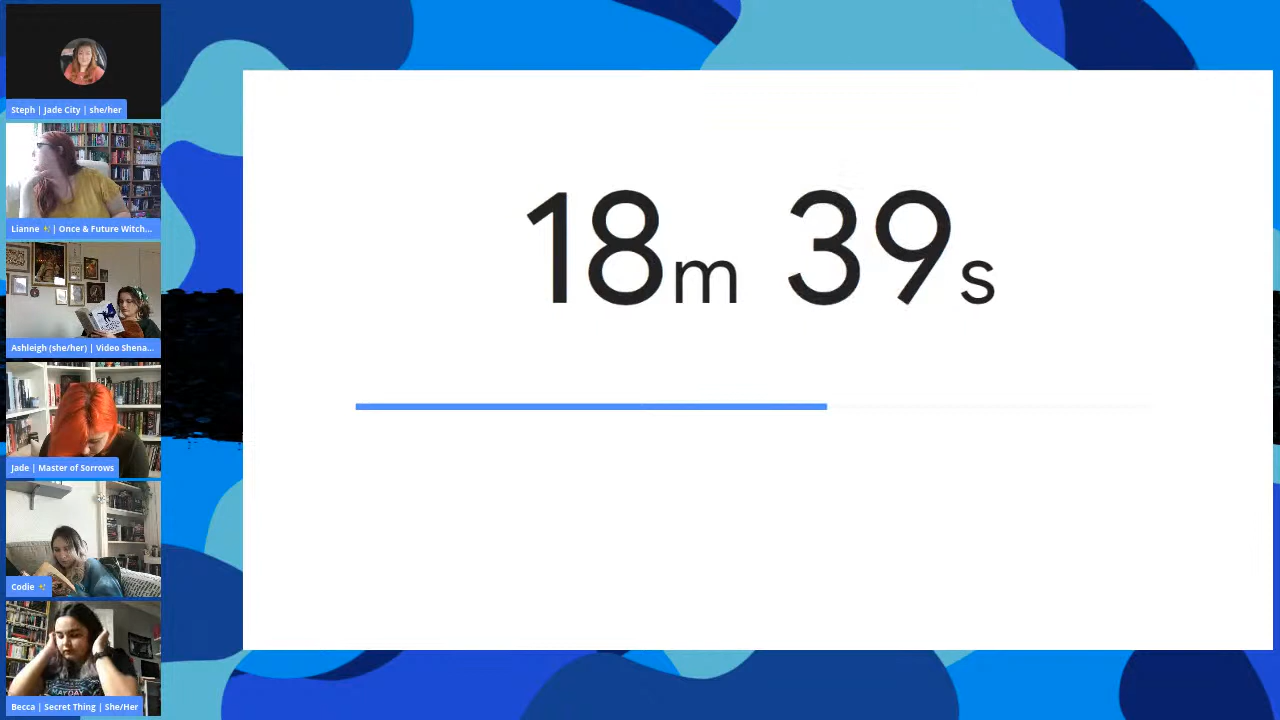 Steph | Jade City | she/her
Lianne ✨ | Once & Future Witch...
Ashleigh (she/her) | Video Shena...
Jade | Master of Sorrows
Codie ✨
Becca | Secret Thing | She/Her
18m 39s